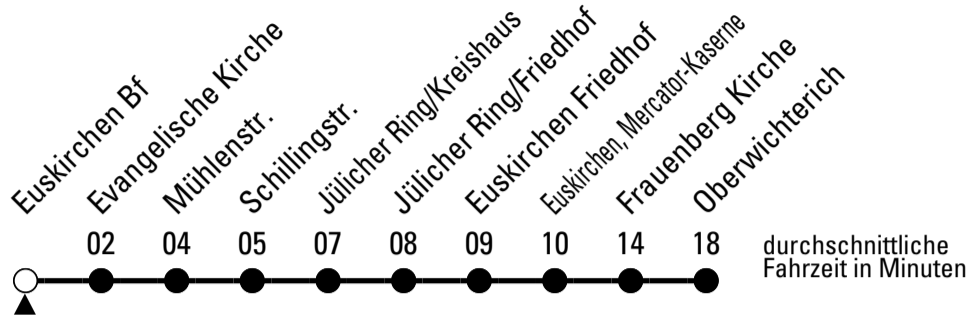 Euskirchen Bf
Evangelische Kirche
Mühlenstr.
Schillingstr.
Jülicher Ring/Kreishaus
Jülicher Ring/Friedhof
Euskirchen Friedhof
Euskirchen, Mercator-Kaserne
Frauenberg Kirche
Oberwichterich
02 04 05 07 08 09 10 14 18
durchschnittliche
Fahrzeit in Minuten